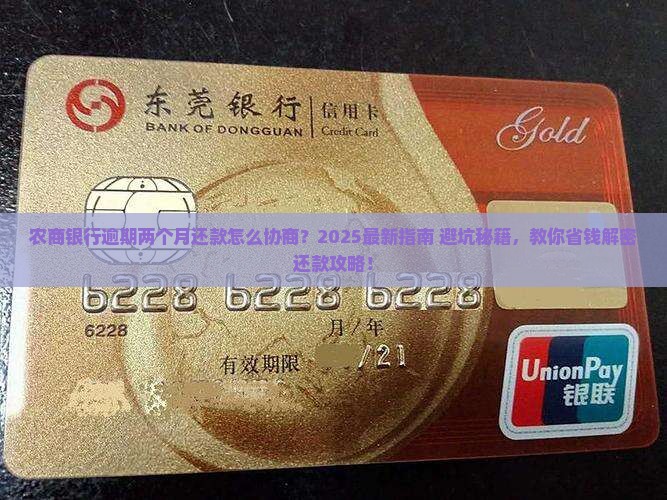 东莞银行 信用卡
BANK OF DONGGUAN Credit Card
Gold
农商银行逾期两个月还款怎么协商？2025最新指南 避坑秘籍，教你省钱解密
还款攻略！
6228 6228 6228
6228
月/年
有效期限 /21
UnionPay
银联